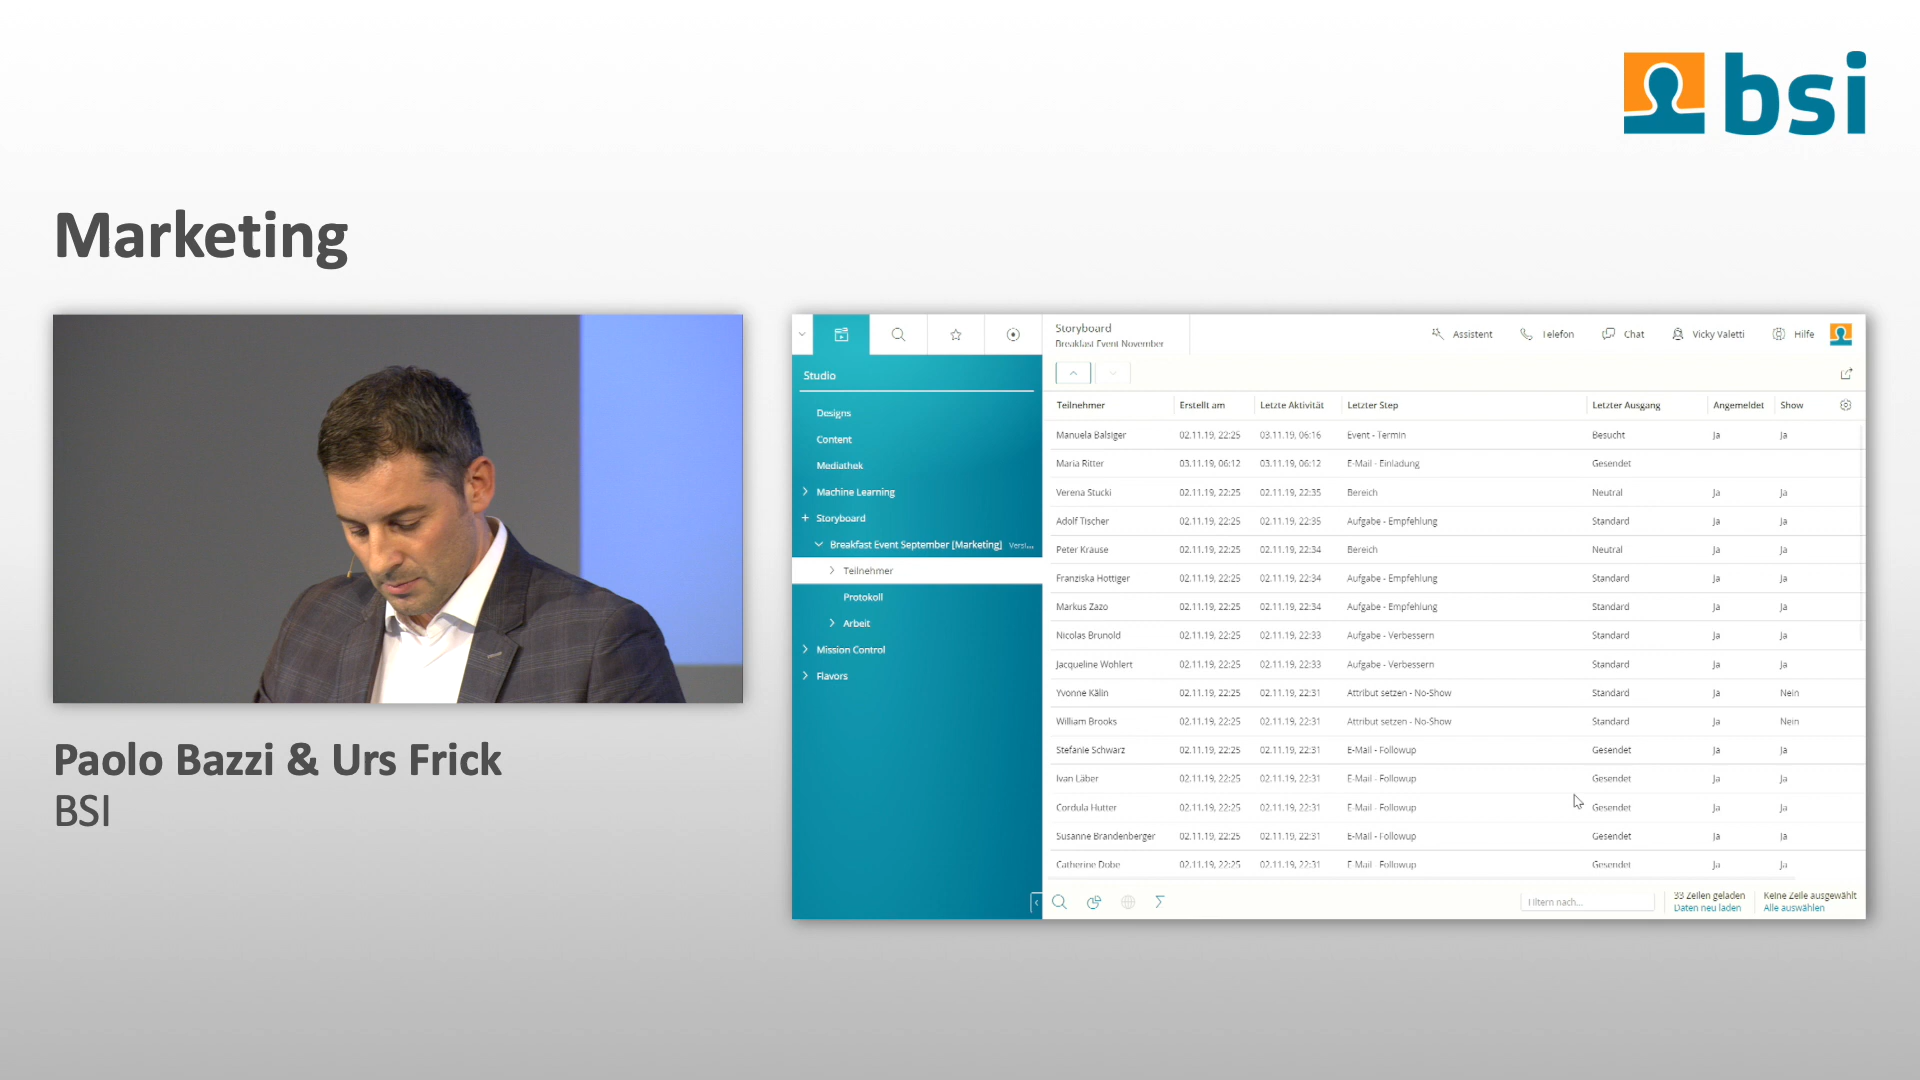 bsi
Marketing
Paolo Bazzi & Urs Frick
BSI
Storyboard
Breakfast Event November
Assistent Telefon Chat Vicky Valetti Hilfe
Studio
Designs
Content
Mediathek
Machine Learning
Storyboard
Breakfast Event September [Marketing] Versi...
Teilnehmer
Protokoll
Arbeit
Mission Control
Flavors
Teilnehmer Erstellt am Letzte Aktivität Letzter Step Letzter Ausgang Angemeldet Show
Manuela Balsiger 02.11.19, 22:25 03.11.19, 06:16 Event - Termin Besucht Ja Ja
Maria Ritter 03.11.19, 06:12 03.11.19, 06:12 E-Mail - Einladung Gesendet
Verena Stucki 02.11.19, 22:25 02.11.19, 22:35 Bereich Neutral Ja Ja
Adolf Tischer 02.11.19, 22:25 02.11.19, 22:35 Aufgabe - Empfehlung Standard Ja Ja
Peter Krause 02.11.19, 22:25 02.11.19, 22:34 Bereich Neutral Ja Ja
Franziska Hottiger 02.11.19, 22:25 02.11.19, 22:34 Aufgabe - Empfehlung Standard Ja Ja
Markus Zazo 02.11.19, 22:25 02.11.19, 22:34 Aufgabe - Empfehlung Standard Ja Ja
Nicolas Brunold 02.11.19, 22:25 02.11.19, 22:33 Aufgabe - Verbessern Standard Ja Ja
Jacqueline Wohlert 02.11.19, 22:25 02.11.19, 22:33 Aufgabe - Verbessern Standard Ja Ja
Yvonne Kälin 02.11.19, 22:25 02.11.19, 22:31 Attribut setzen - No-Show Standard Ja Nein
William Brooks 02.11.19, 22:25 02.11.19, 22:31 Attribut setzen - No-Show Standard Ja Nein
Stefanie Schwarz 02.11.19, 22:25 02.11.19, 22:31 E-Mail - Followup Gesendet Ja Ja
Ivan Läber 02.11.19, 22:25 02.11.19, 22:31 E-Mail - Followup Gesendet Ja Ja
Cordula Hutter 02.11.19, 22:25 02.11.19, 22:31 E-Mail - Followup Gesendet Ja Ja
Susanne Brandenberger 02.11.19, 22:25 02.11.19, 22:31 E-Mail - Followup Gesendet Ja Ja
Catherine Dobe 02.11.19, 22:25 02.11.19, 22:31 E-Mail - Followup Gesendet Ja Ja
Filtern nach...
33 Zeilen geladen Keine Zeile ausgewählt
Daten neu laden Alle auswählen